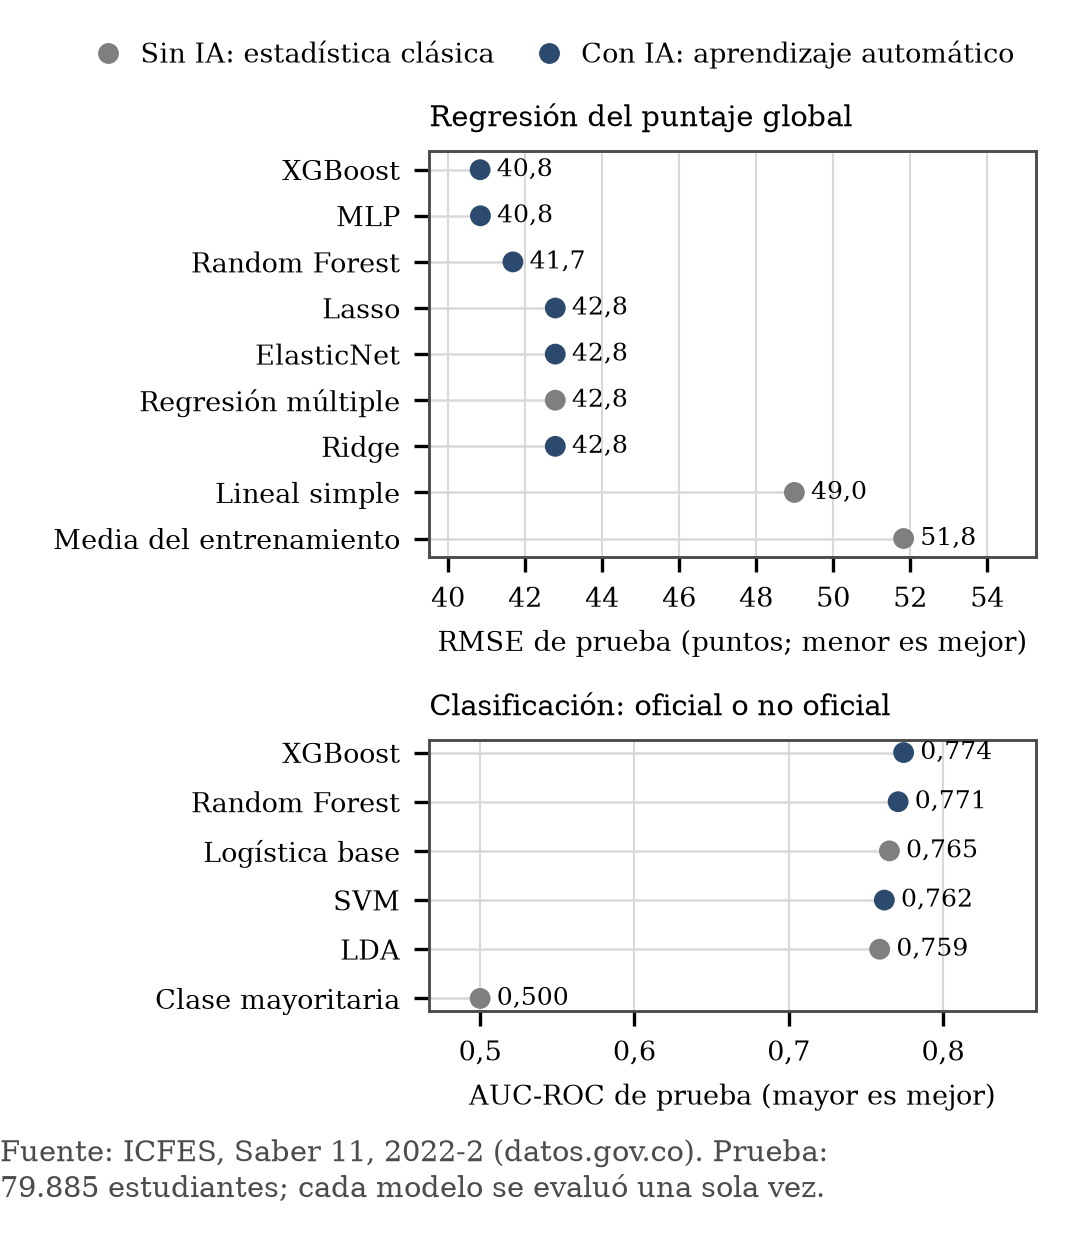 Sin IA: estadística clásica Con IA: aprendizaje automático
Regresión del puntaje global
XGBoost 40,8
MLP 40,8
Random Forest 41,7
Lasso 42,8
ElasticNet 42,8
Regresión múltiple 42,8
Ridge 42,8
Lineal simple 49,0
Media del entrenamiento 51,8
40 42 44 46 48 50 52 54
RMSE de prueba (puntos; menor es mejor)
Clasificación: oficial o no oficial
XGBoost 0,774
Random Forest 0,771
Logística base 0,765
SVM 0,762
LDA 0,759
Clase mayoritaria 0,500
0,5 0,6 0,7 0,8
AUC-ROC de prueba (mayor es mejor)
Fuente: ICFES, Saber 11, 2022-2 (datos.gov.co). Prueba:
79.885 estudiantes; cada modelo se evaluó una sola vez.